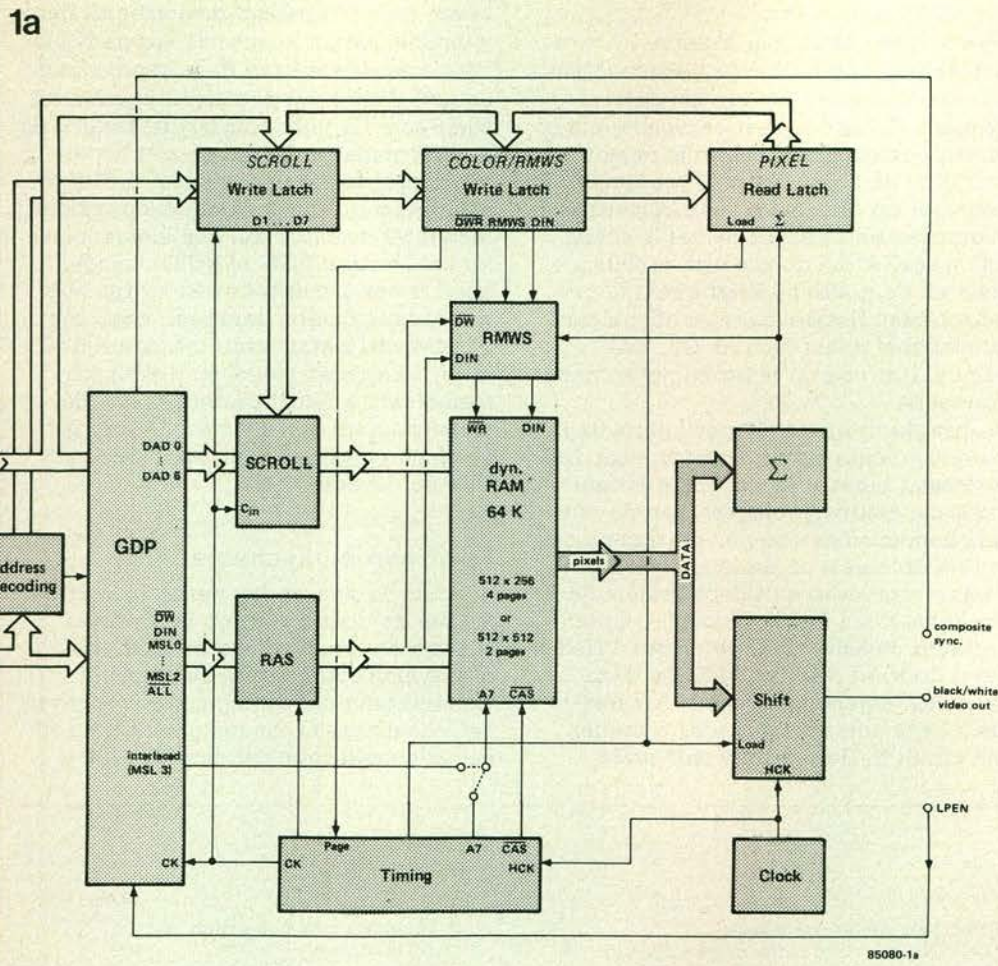 1a
SCROLL
Write Latch
D1...D7
COLOR/RMWS
Write Latch
DWR RMWS DIN
PIXEL
Read Latch
Load Σ
DW
DIN
RMWS
DAD 0
⋮
DAD 6
SCROLL
Cin
WR DIN
dyn.
RAM
64 K
Σ
GDP
pixels
DATA
ddress
ecoding
512 x 256
4 pages
or
512 x 512
2 pages
DW
DIN
MSL0
⋮
MSL2
ALL
RAS
A7 CAS
Shift
Load
HCK
composite
sync.
black/white
video out
interlaced
(MSL 3)
LPEN
CK
CK
Page
A7 CAS
HCK
Timing
Clock
85080-1a